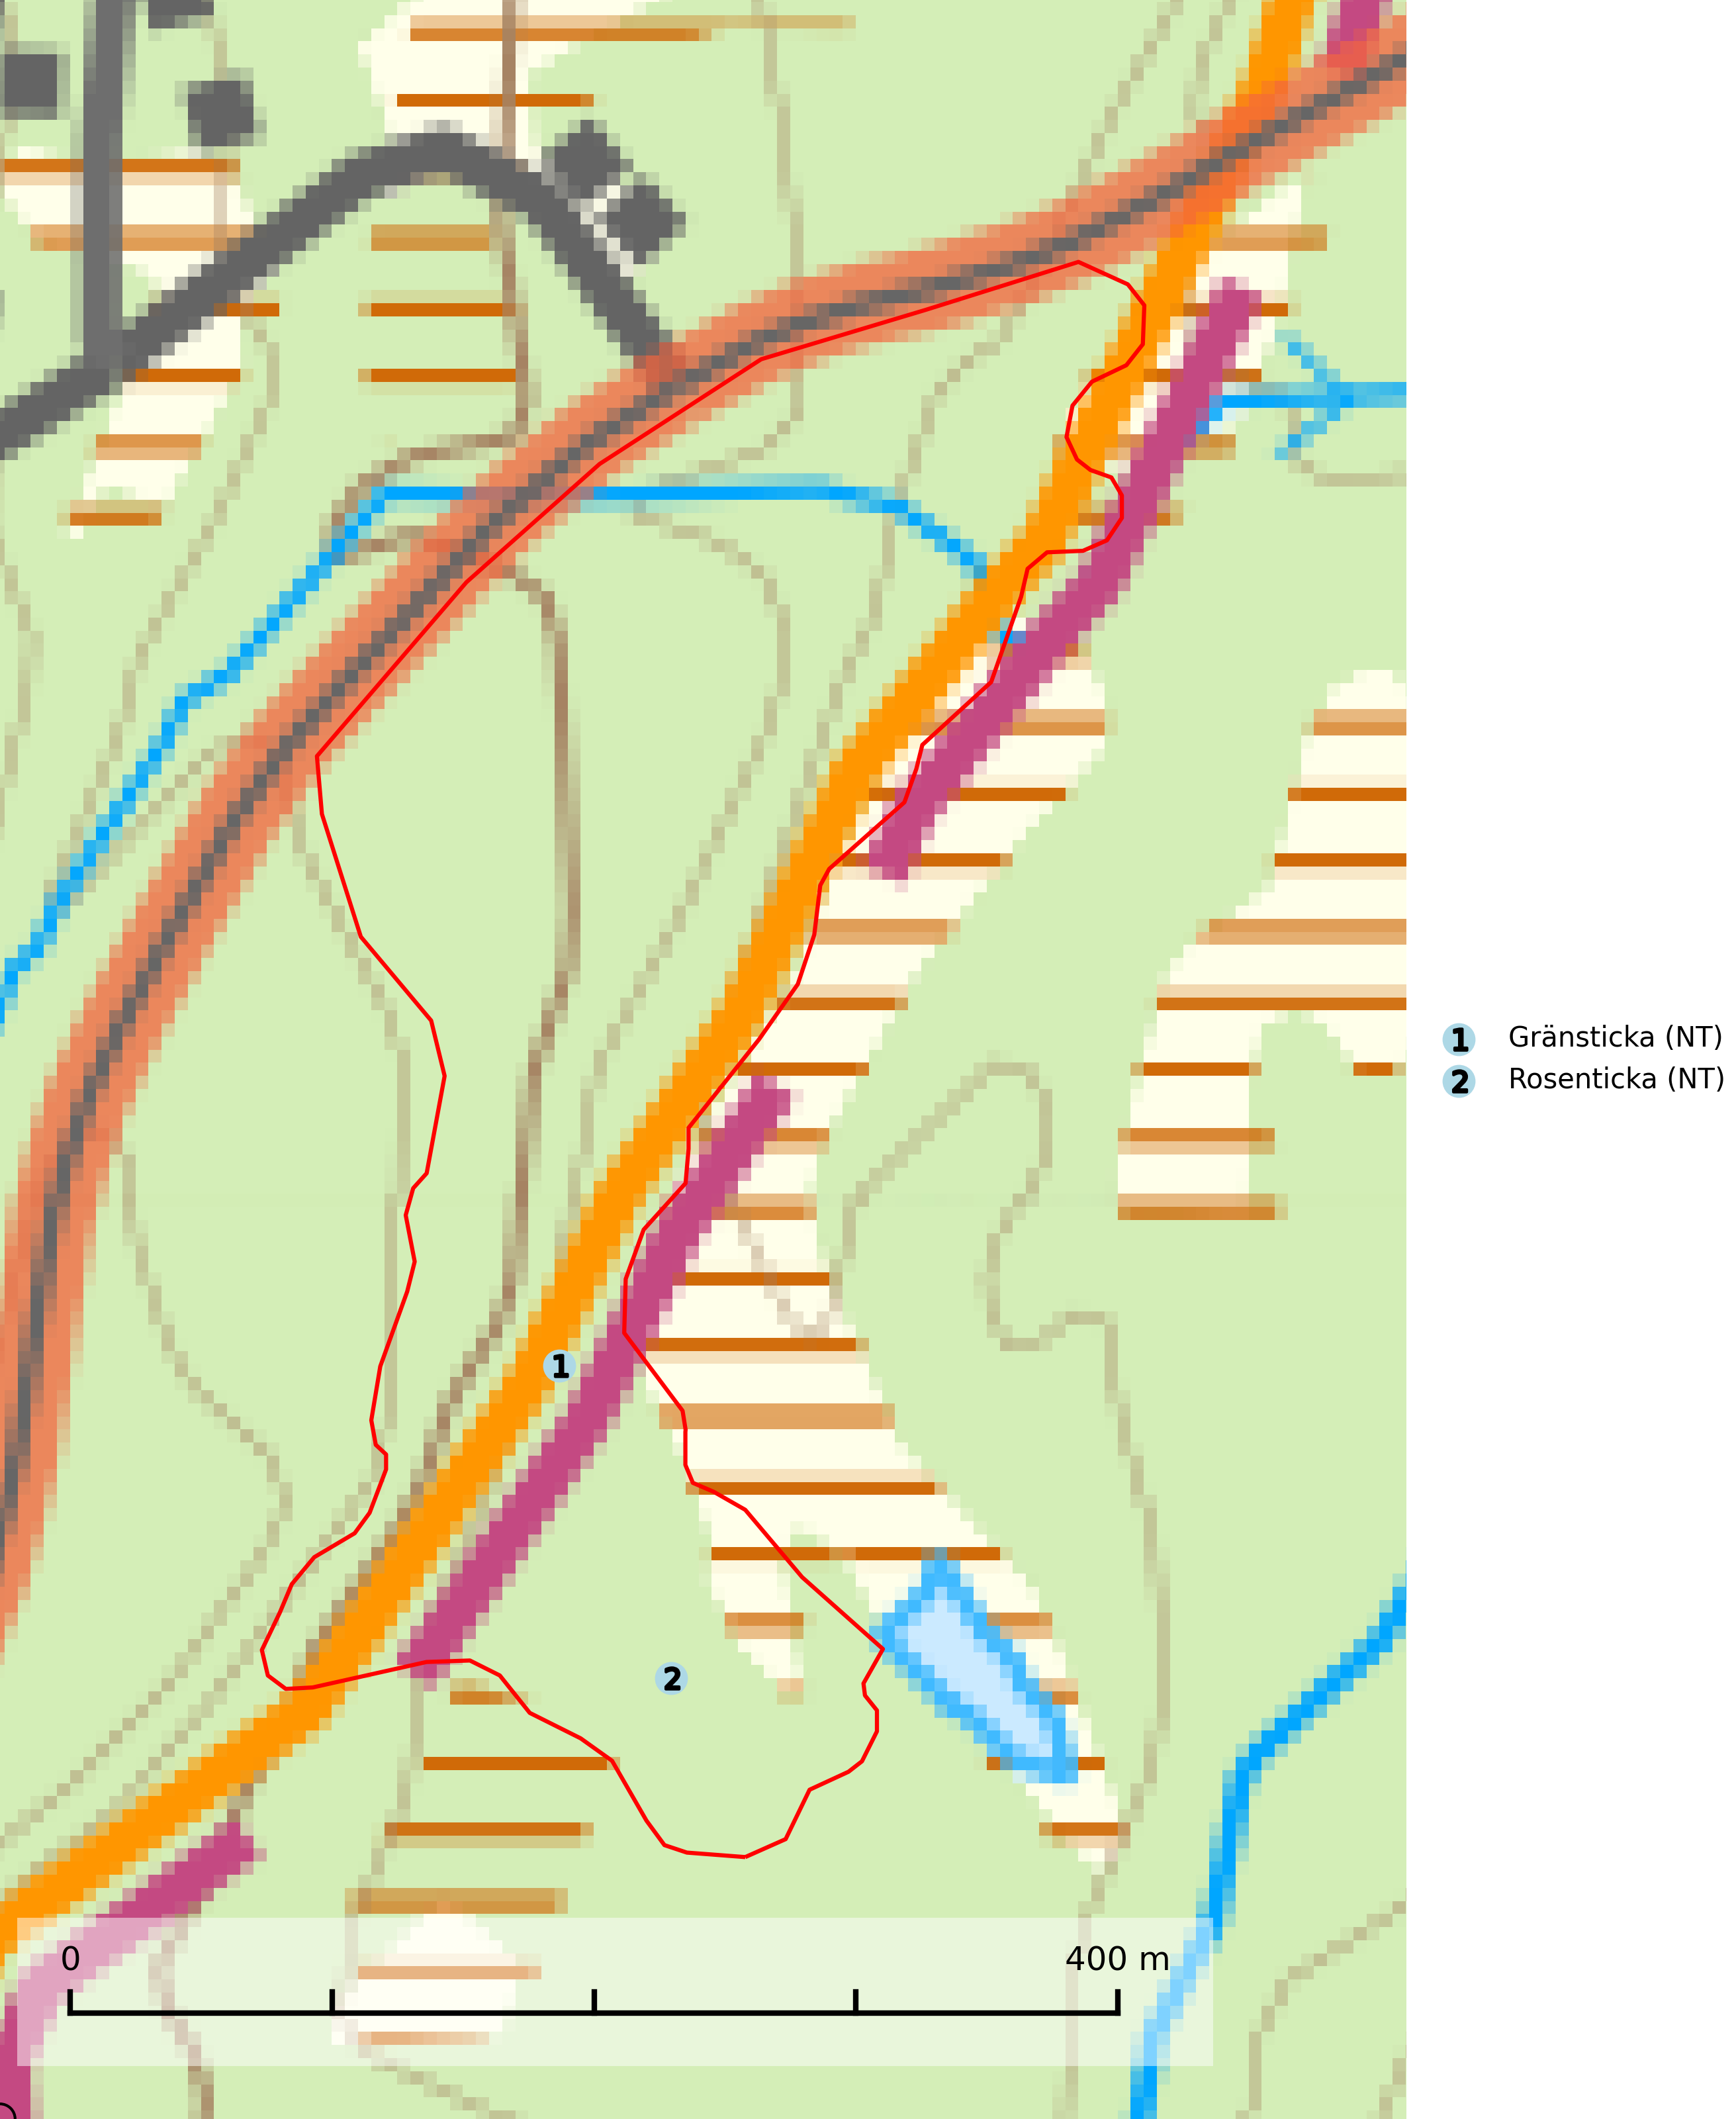 1 Gränsticka (NT)
2 Rosenticka (NT)
1
2
0 400 m